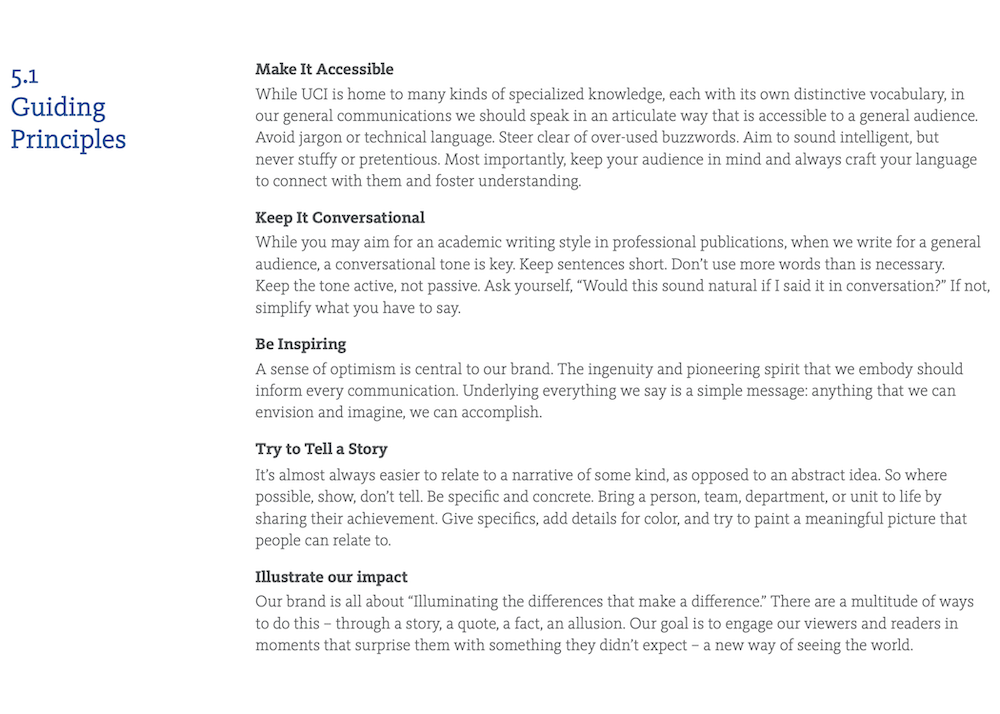 5.1
Guiding
Principles
Make It Accessible
While UCI is home to many kinds of specialized knowledge, each with its own distinctive vocabulary, in
our general communications we should speak in an articulate way that is accessible to a general audience.
Avoid jargon or technical language. Steer clear of over-used buzzwords. Aim to sound intelligent, but
never stuffy or pretentious. Most importantly, keep your audience in mind and always craft your language
to connect with them and foster understanding.
Keep It Conversational
While you may aim for an academic writing style in professional publications, when we write for a general
audience, a conversational tone is key. Keep sentences short. Don’t use more words than is necessary.
Keep the tone active, not passive. Ask yourself, “Would this sound natural if I said it in conversation?” If not,
simplify what you have to say.
Be Inspiring
A sense of optimism is central to our brand. The ingenuity and pioneering spirit that we embody should
inform every communication. Underlying everything we say is a simple message: anything that we can
envision and imagine, we can accomplish.
Try to Tell a Story
It’s almost always easier to relate to a narrative of some kind, as opposed to an abstract idea. So where
possible, show, don’t tell. Be specific and concrete. Bring a person, team, department, or unit to life by
sharing their achievement. Give specifics, add details for color, and try to paint a meaningful picture that
people can relate to.
Illustrate our impact
Our brand is all about “Illuminating the differences that make a difference.” There are a multitude of ways
to do this – through a story, a quote, a fact, an allusion. Our goal is to engage our viewers and readers in
moments that surprise them with something they didn’t expect – a new way of seeing the world.